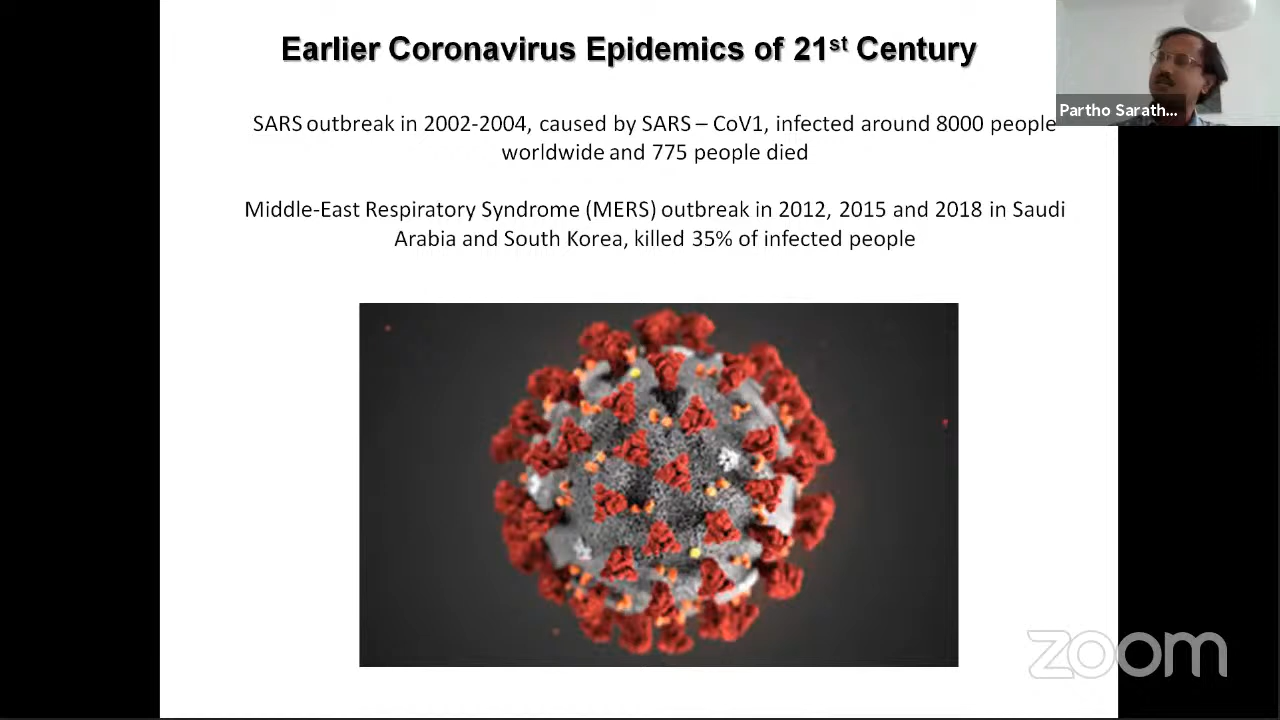 Earlier Coronavirus Epidemics of 21st Century
Partho Sarath...
SARS outbreak in 2002-2004, caused by SARS – CoV1, infected around 8000 people
worldwide and 775 people died
Middle-East Respiratory Syndrome (MERS) outbreak in 2012, 2015 and 2018 in Saudi
Arabia and South Korea, killed 35% of infected people
zoom